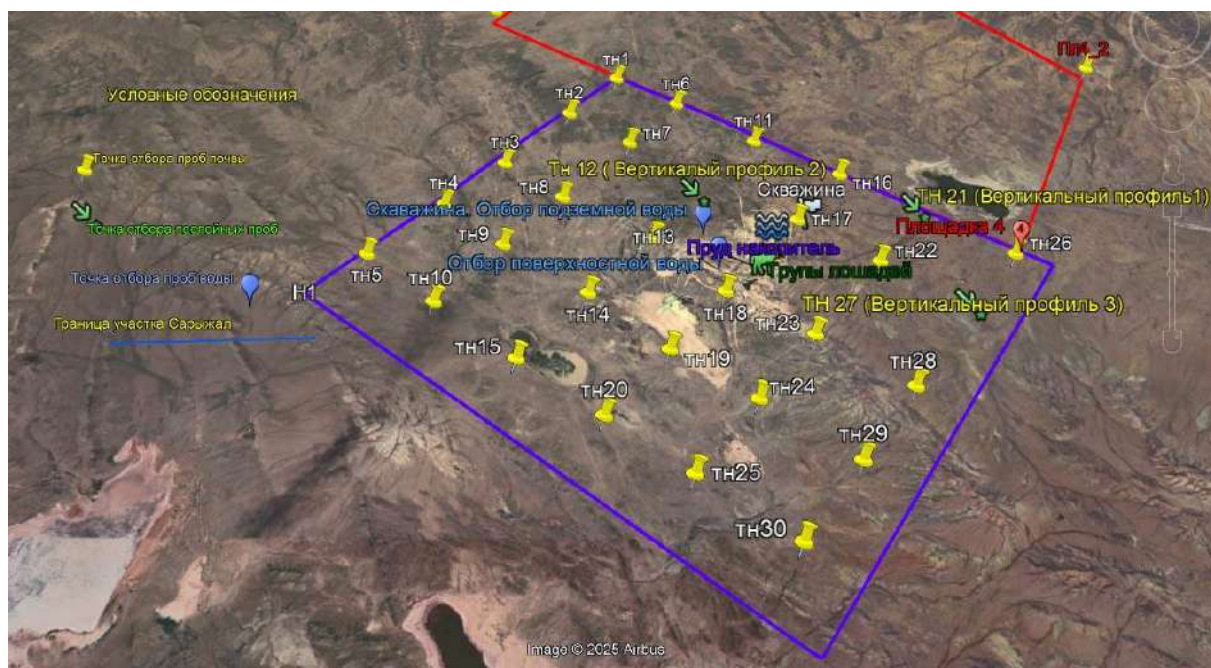 Пл4_2
тн1
Условные обозначения
тн6
тн2
тн11
тн7
тн3
Точка отбора проб почвы
Тн 12 ( Вертикалый профиль 2)
тн16
тн8
тн4
Скважина
ТН 21 (Вертикальный профиль1)
Схаважина. Отбор подземной воды
тн17
Точка отбора послойных проб
Площадка 4
4
тн9
тн13
Пруд накопитель
тн22
тн26
тн5
Отбор поверхностной воды
Групы лошадей
Точка отбора проб воды
Н1
тн10
тн18
ТН 27 (Вертикальный профиль 3)
тн14
Граница участка Сарыжал
тн23
тн15
тн19
тн28
тн24
тн20
тн29
тн25
тн30
Image © 2025 Airbus